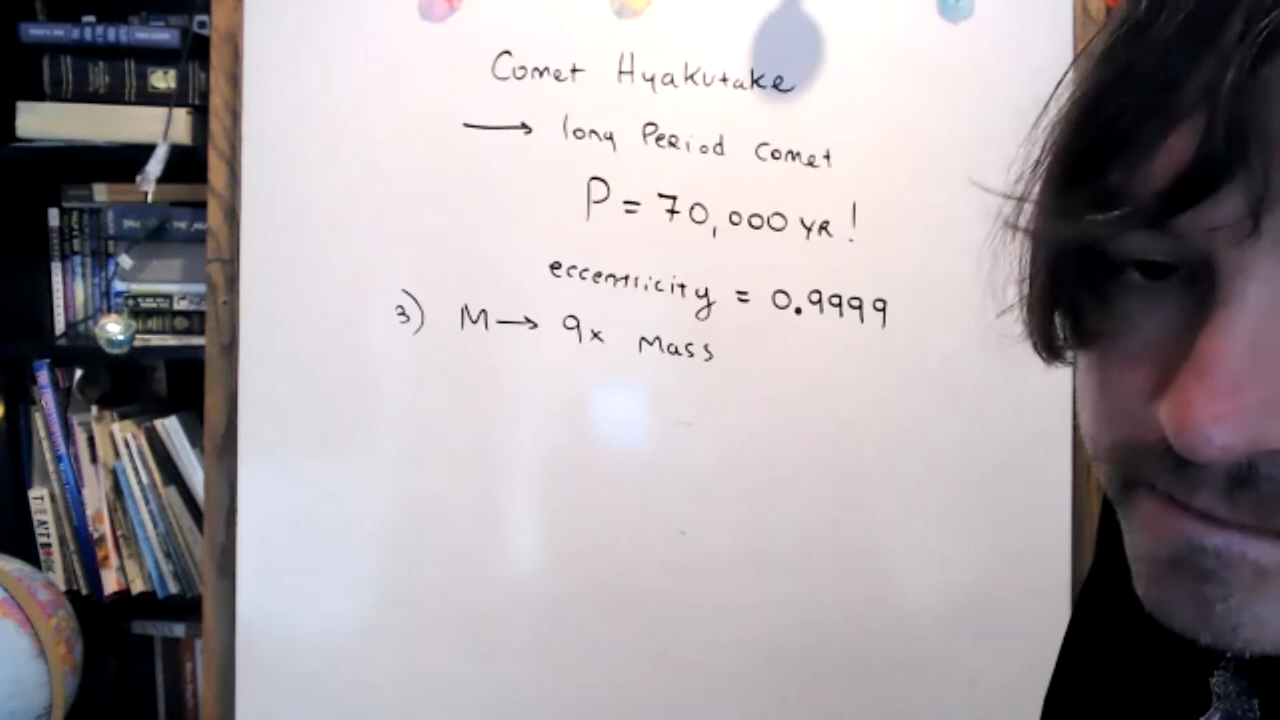 Comet Hyakutake
→ long Period Comet
P = 70,000 YR!
eccentricity = 0.9999
3) M → 9x Mass